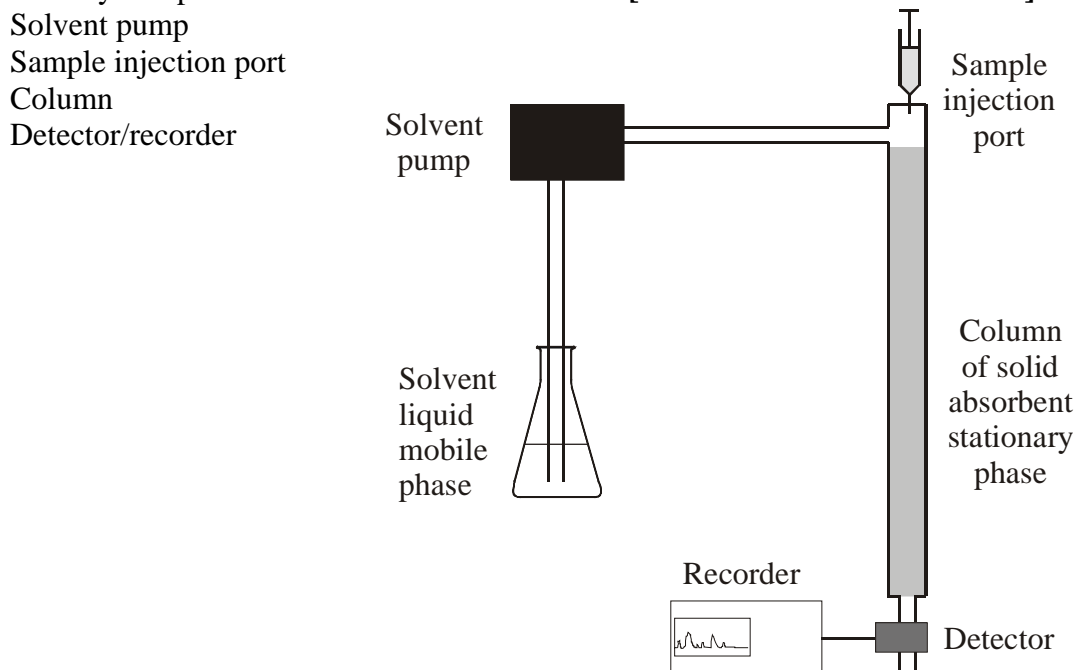 Solvent pump
Sample injection port
Column
Detector/recorder
Sample
injection
port
Solvent
pump
Solvent
liquid
mobile
phase
Column
of solid
absorbent
stationary
phase
Recorder
Detector